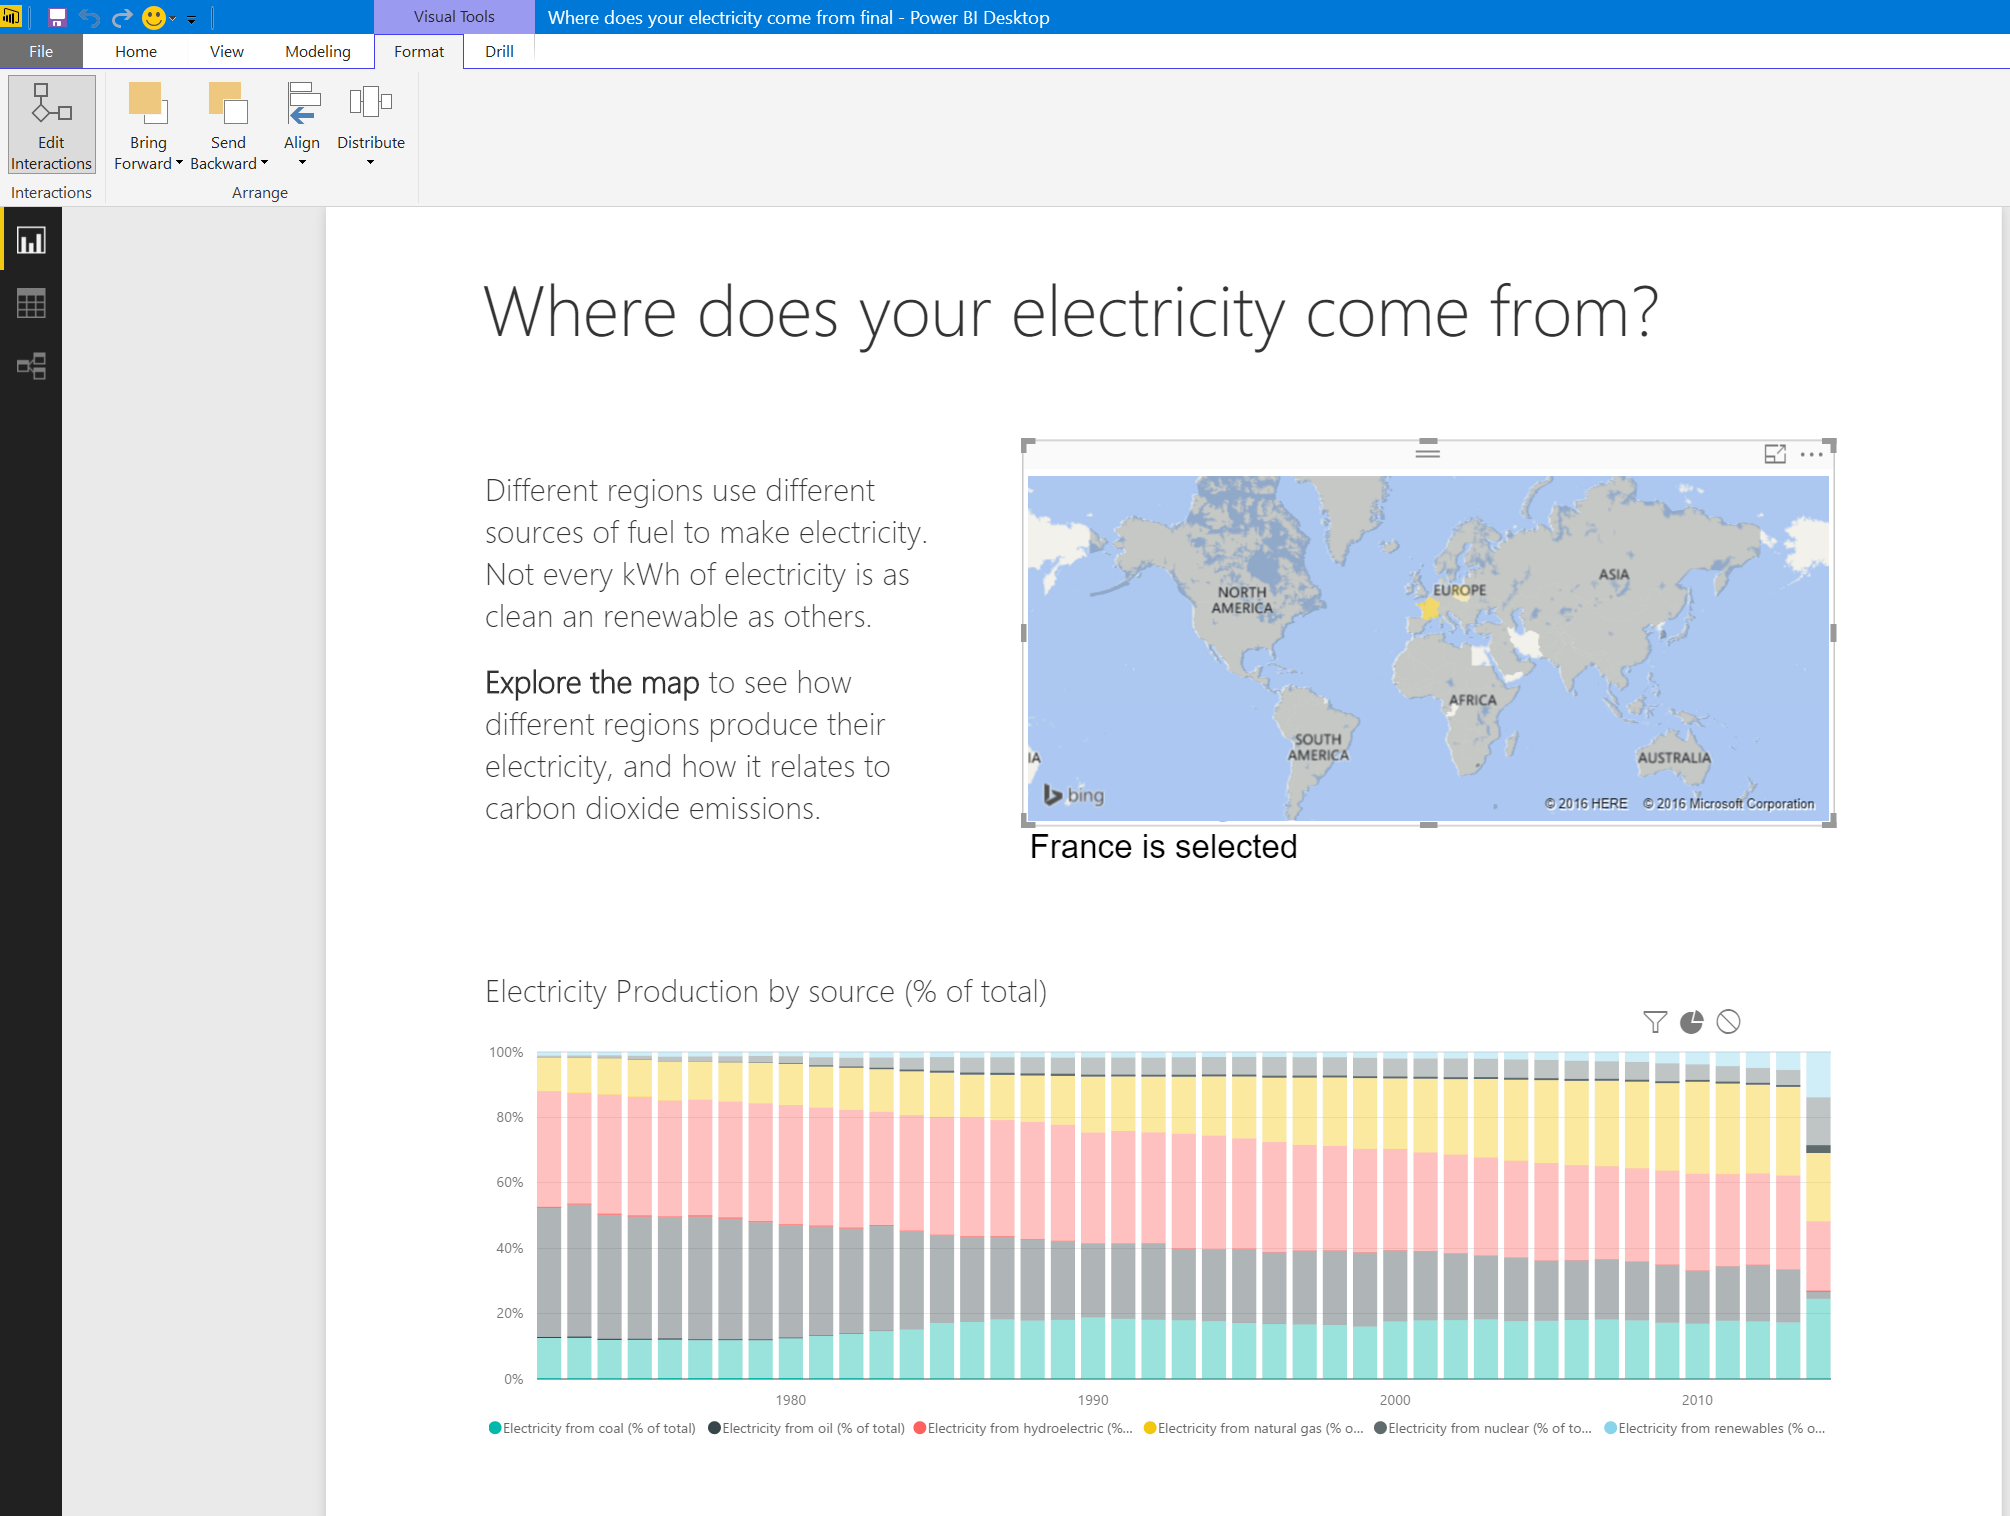 Visual Tools
Where does your electricity come from final - Power BI Desktop
File
Home
View
Modeling
Format
Drill
Edit
Interactions
Bring
Forward
Send
Backward
Align
Distribute
Interactions
Arrange
Where does your electricity come from?
Different regions use different
sources of fuel to make electricity.
Not every kWh of electricity is as
clean an renewable as others.
Explore the map to see how
different regions produce their
electricity, and how it relates to
carbon dioxide emissions.
NORTH
AMERICA
EUROPE
ASIA
AFRICA
SOUTH
AMERICA
AUSTRALIA
IA
bing
© 2016 HERE © 2016 Microsoft Corporation
France is selected
Electricity Production by source (% of total)
100%
80%
60%
40%
20%
0%
1980
1990
2000
2010
Electricity from coal (% of total)
Electricity from oil (% of total)
Electricity from hydroelectric (%...
Electricity from natural gas (% o...
Electricity from nuclear (% of to...
Electricity from renewables (% o...